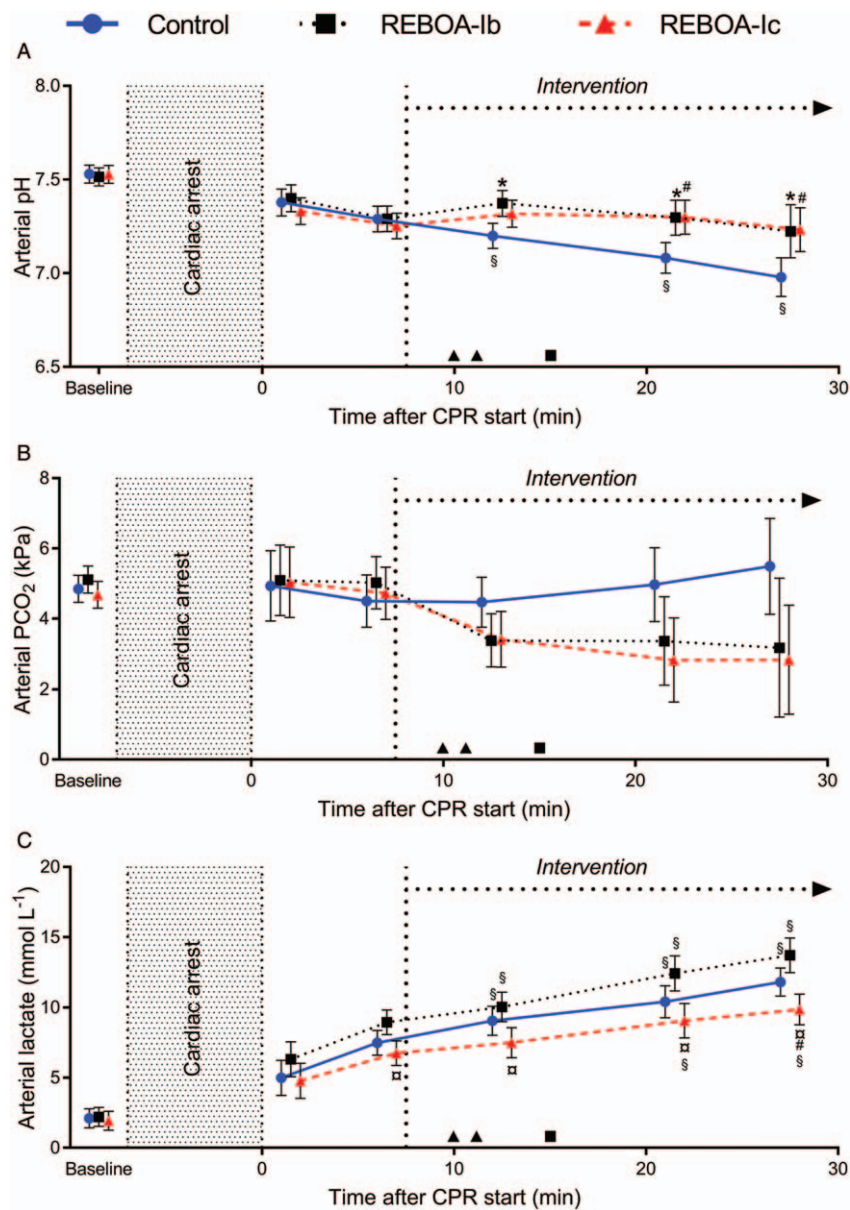 Control REBOA-Ib REBOA-Ic
A
8.0
Intervention
7.5
* *# *#
Arterial pH
Cardiac arrest
7.0
§ § §
6.5
Baseline 0 10 20 30
Time after CPR start (min)
B
8
Intervention
6
Arterial PCO₂ (kPa)
Cardiac arrest
4
2
0
Baseline 0 10 20 30
Time after CPR start (min)
C
20
Intervention
15
§ §
§ §
§ §
Arterial lactate (mmol L⁻¹)
Cardiac arrest
10
5
¤ ¤ ¤ ¤
#
§ §
0
Baseline 0 10 20 30
Time after CPR start (min)